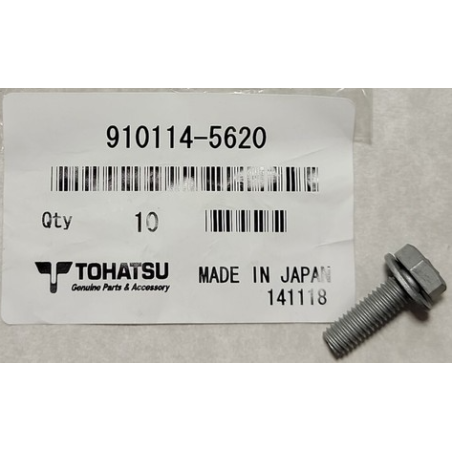 910114-5620
Qty 10
TOHATSU
Genuine Parts & Accessory
MADE IN JAPAN
141118